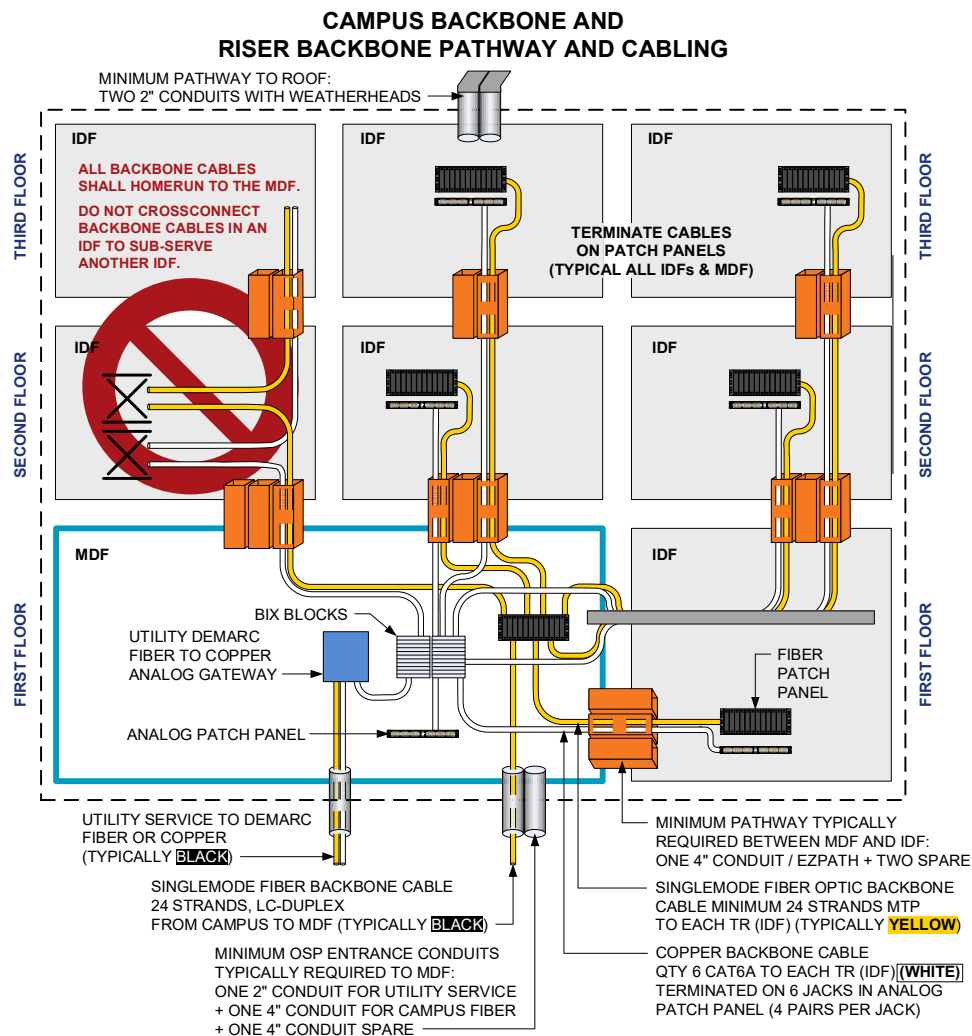 CAMPUS BACKBONE AND
RISER BACKBONE PATHWAY AND CABLING
MINIMUM PATHWAY TO ROOF:
TWO 2" CONDUITS WITH WEATHERHEADS
THIRD FLOOR
IDF
ALL BACKBONE CABLES
SHALL HOMERUN TO THE MDF.
DO NOT CROSSCONNECT
BACKBONE CABLES IN AN
IDF TO SUB-SERVE
ANOTHER IDF.
IDF
IDF
TERMINATE CABLES
ON PATCH PANELS
(TYPICAL ALL IDFs & MDF)
THIRD FLOOR
SECOND FLOOR
IDF
IDF
IDF
SECOND FLOOR
FIRST FLOOR
MDF
BIX BLOCKS
UTILITY DEMARC
FIBER TO COPPER
ANALOG GATEWAY
ANALOG PATCH PANEL
IDF
FIBER
PATCH
PANEL
FIRST FLOOR
UTILITY SERVICE TO DEMARC
FIBER OR COPPER
(TYPICALLY BLACK)
SINGLEMODE FIBER BACKBONE CABLE
24 STRANDS, LC-DUPLEX
FROM CAMPUS TO MDF (TYPICALLY BLACK)
MINIMUM OSP ENTRANCE CONDUITS
TYPICALLY REQUIRED TO MDF:
ONE 2" CONDUIT FOR UTILITY SERVICE
+ ONE 4" CONDUIT FOR CAMPUS FIBER
+ ONE 4" CONDUIT SPARE
MINIMUM PATHWAY TYPICALLY
REQUIRED BETWEEN MDF AND IDF:
ONE 4" CONDUIT / EZPATH + TWO SPARE
SINGLEMODE FIBER OPTIC BACKBONE
CABLE MINIMUM 24 STRANDS MTP
TO EACH TR (IDF) (TYPICALLY YELLOW)
COPPER BACKBONE CABLE
QTY 6 CAT6A TO EACH TR (IDF) (WHITE)
TERMINATED ON 6 JACKS IN ANALOG
PATCH PANEL (4 PAIRS PER JACK)